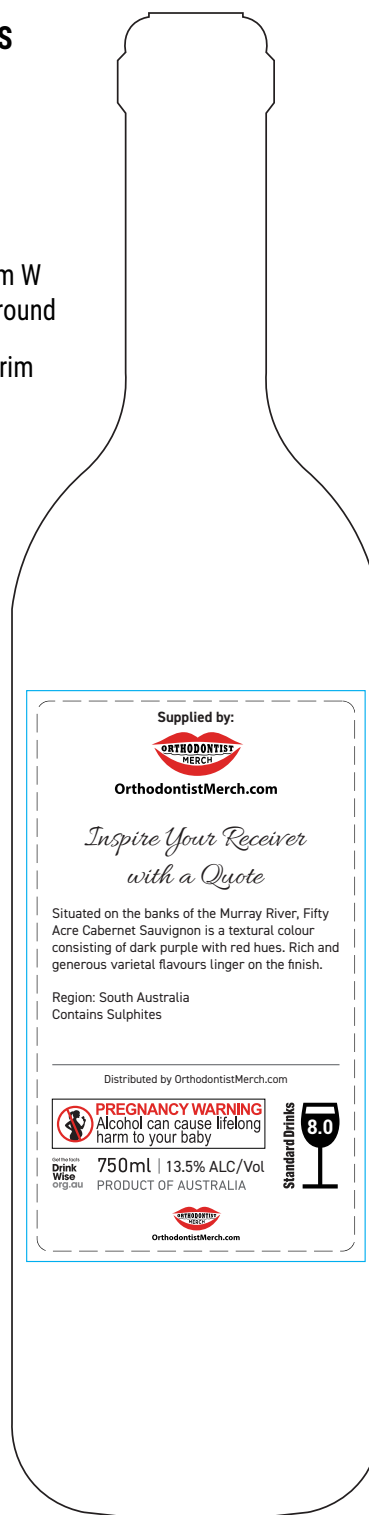 s
m W
round
rim
Supplied by:
ORTHODONTIST
MERCH
OrthodontistMerch.com
Inspire Your Receiver
with a Quote
Situated on the banks of the Murray River, Fifty
Acre Cabernet Sauvignon is a textural colour
consisting of dark purple with red hues. Rich and
generous varietal flavours linger on the finish.
Region: South Australia
Contains Sulphites
Distributed by OrthodontistMerch.com
PREGNANCY WARNING
Alcohol can cause lifelong
harm to your baby
Standard Drinks
8.0
Get the facts
Drink
Wise
org.au
750ml | 13.5% ALC/Vol
PRODUCT OF AUSTRALIA
ORTHODONTIST
MERCH
OrthodontistMerch.com